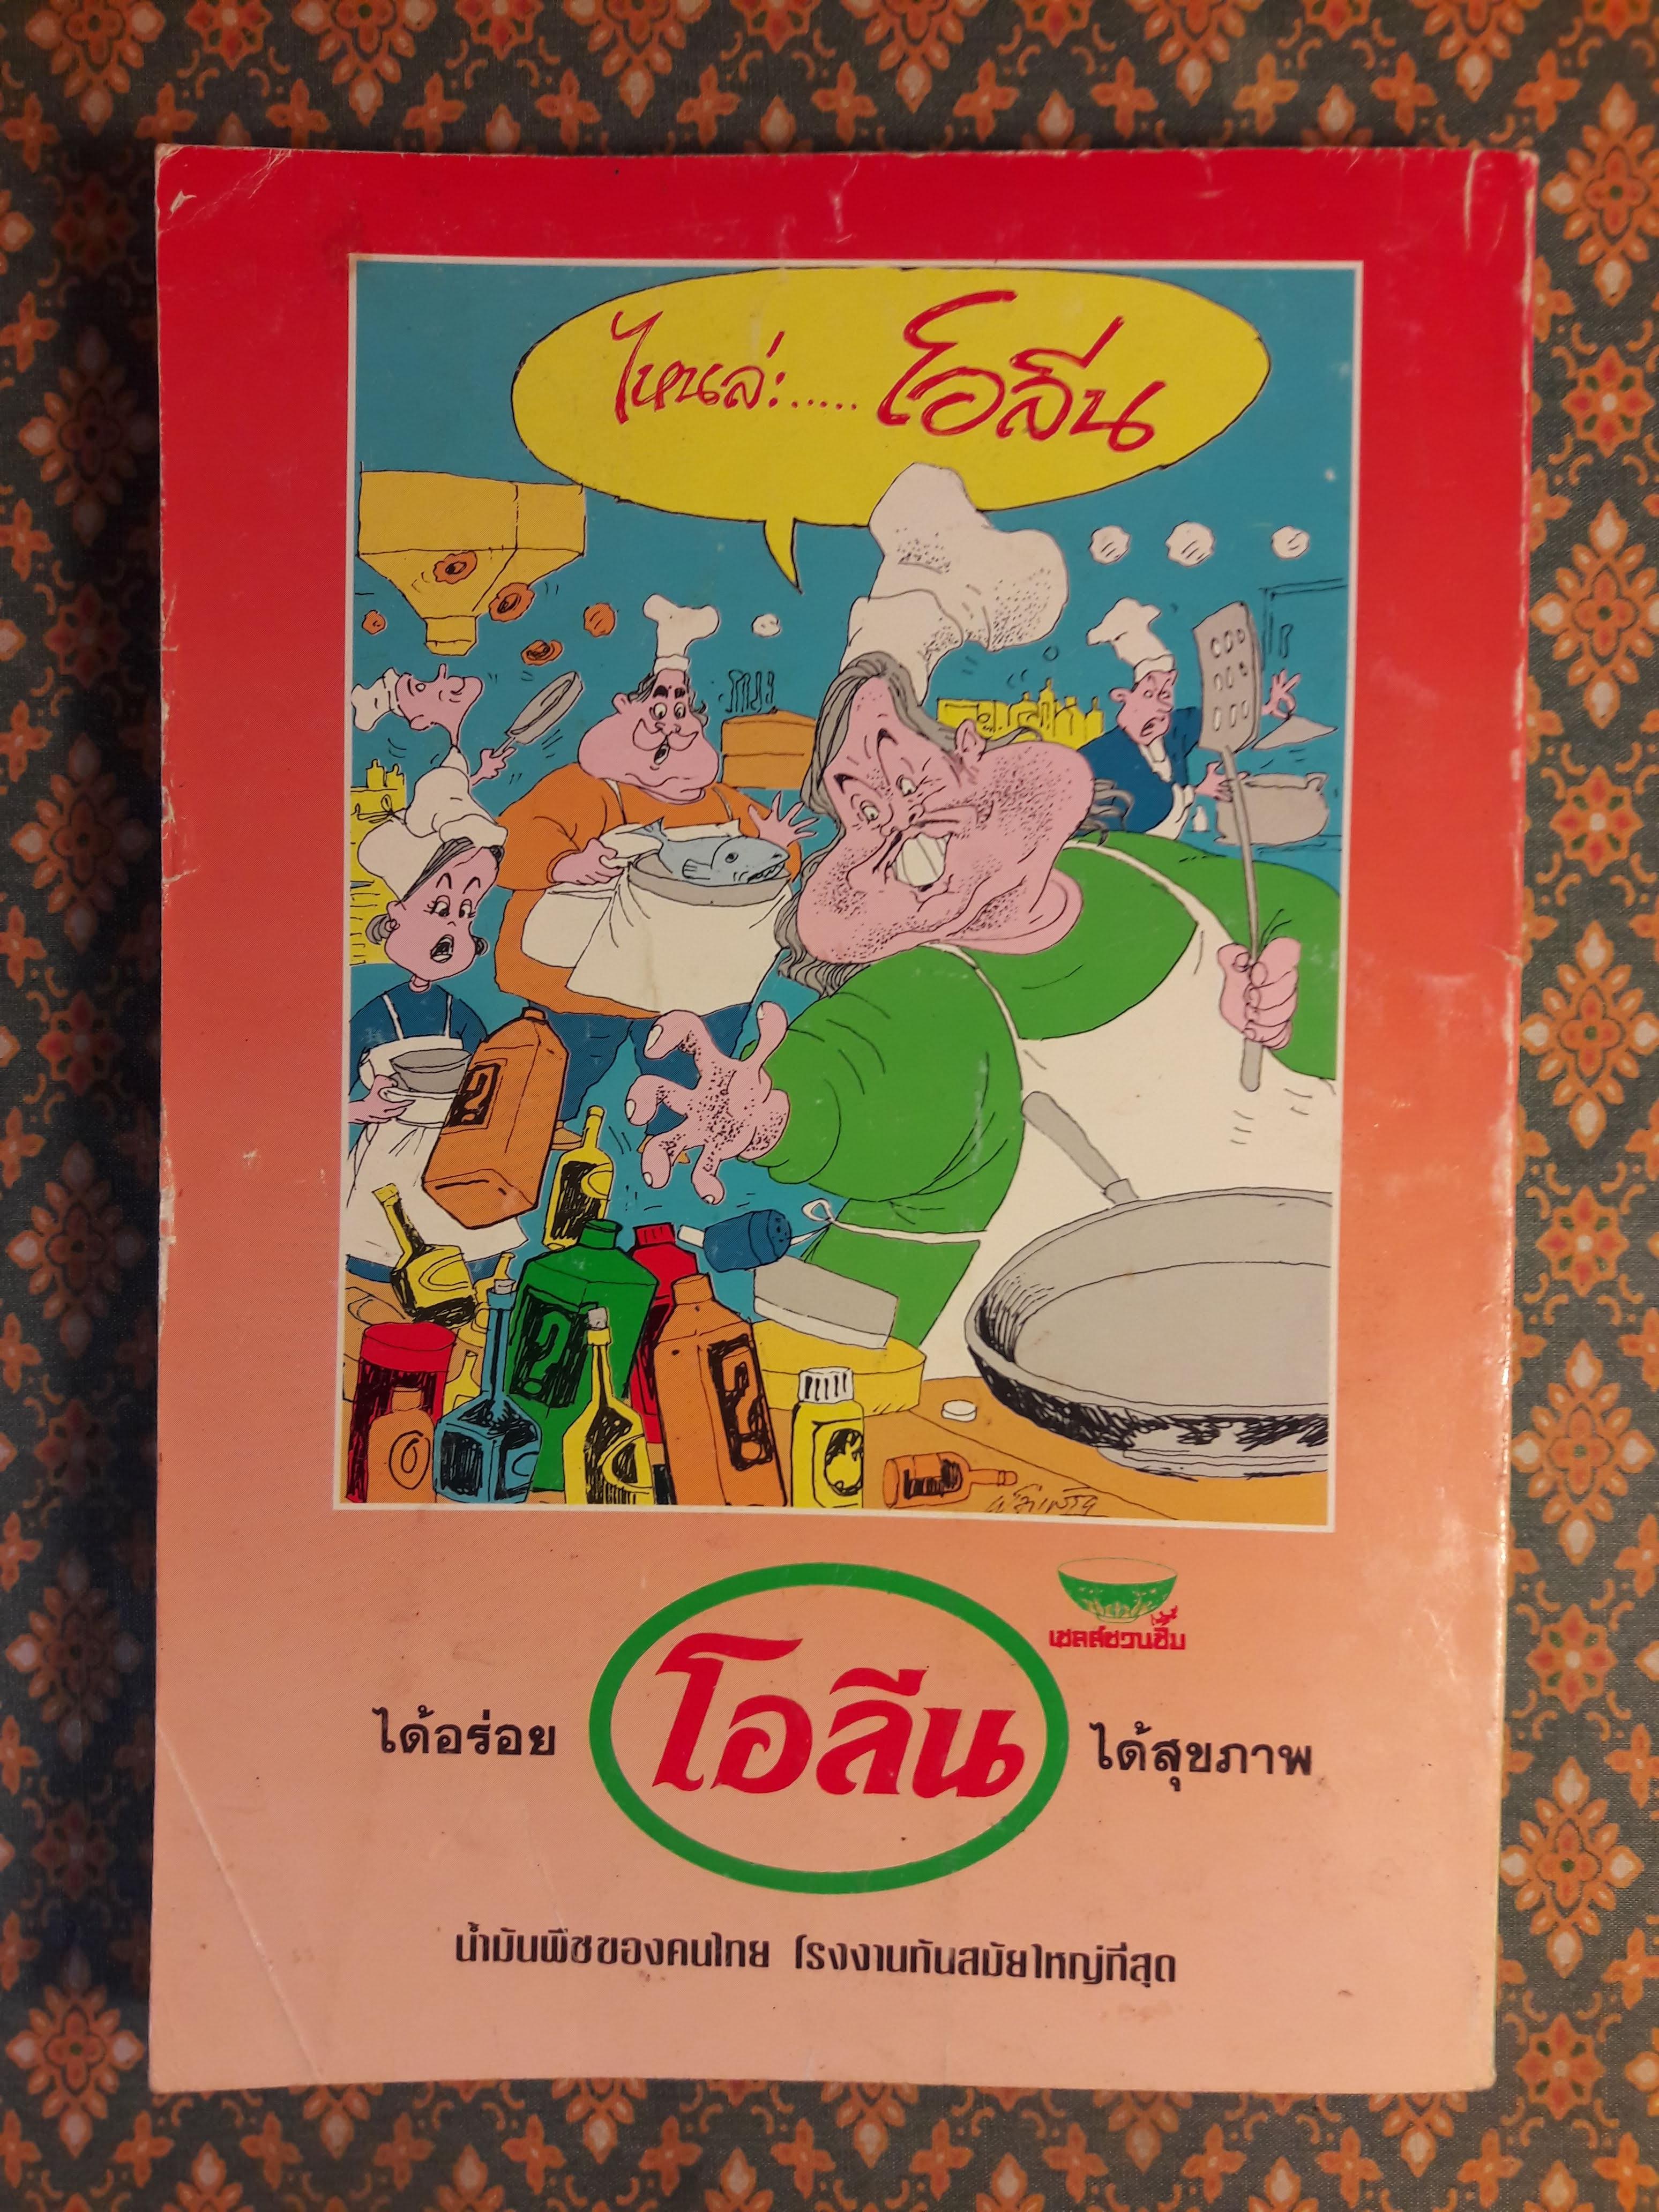 ไหนล่ะ..... โอลีน
?
?
?
เชลล์ชวนชิม
ได้อร่อย โอลีน ได้สุขภาพ
น้ำมันพืชของคนไทย โรงงานทันสมัยใหญ่ที่สุด